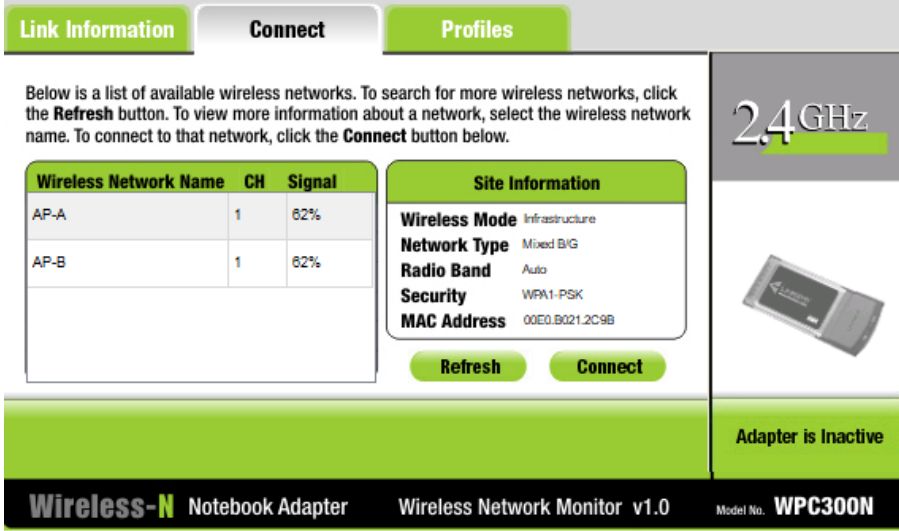 Link Information
Connect
Profiles
Below is a list of available wireless networks. To search for more wireless networks, click
the Refresh button. To view more information about a network, select the wireless network
name. To connect to that network, click the Connect button below.
2.4GHz
Wireless Network Name CH Signal
AP-A 1 62%
AP-B 1 62%
Site Information
Wireless Mode Infrastructure
Network Type Mixed B/G
Radio Band Auto
Security WPA1-PSK
MAC Address 00E0.B021.2C9B
Refresh
Connect
Adapter is Inactive
Wireless-N Notebook Adapter Wireless Network Monitor v1.0 Model No. WPC300N